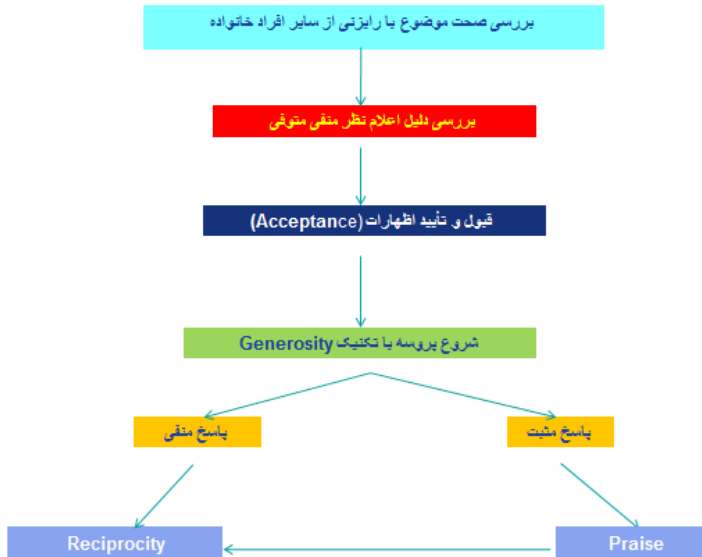 بررسی صحت موضوع با رایزنی از سایر افراد خانواده
بررسی دلیل اعلام نظر منفی متوفی
قبول و تأیید اظهارات (Acceptance)
شروع پروسه با تکنیک Generosity
پاسخ مثبت
پاسخ منفی
Praise
Reciprocity